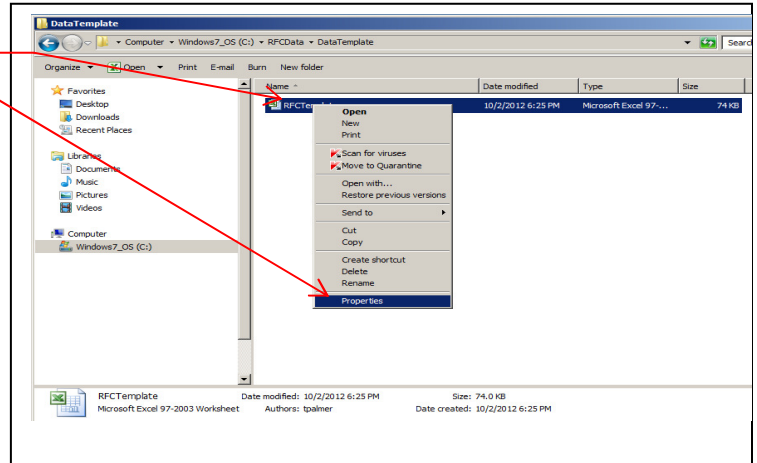 DataTemplate
Computer Windows7_OS (C:) RFCData DataTemplate
Organize Open Print E-mail Burn New folder
Favorites
Desktop
Downloads
Recent Places
Libraries
Documents
Music
Pictures
Videos
Computer
Windows7_OS (C:)
Name Date modified Type Size
10/2/2012 6:25 PM Microsoft Excel 97-... 74 KB
Open
New
Print
Scan for viruses
Move to Quarantine
Open with...
Restore previous versions
Send to
Cut
Copy
Create shortcut
Delete
Rename
Properties
RFCTemplate Date modified: 10/2/2012 6:25 PM Size: 74.0 KB
Microsoft Excel 97-2003 Worksheet Authors: tpalmer Date created: 10/2/2012 6:25 PM